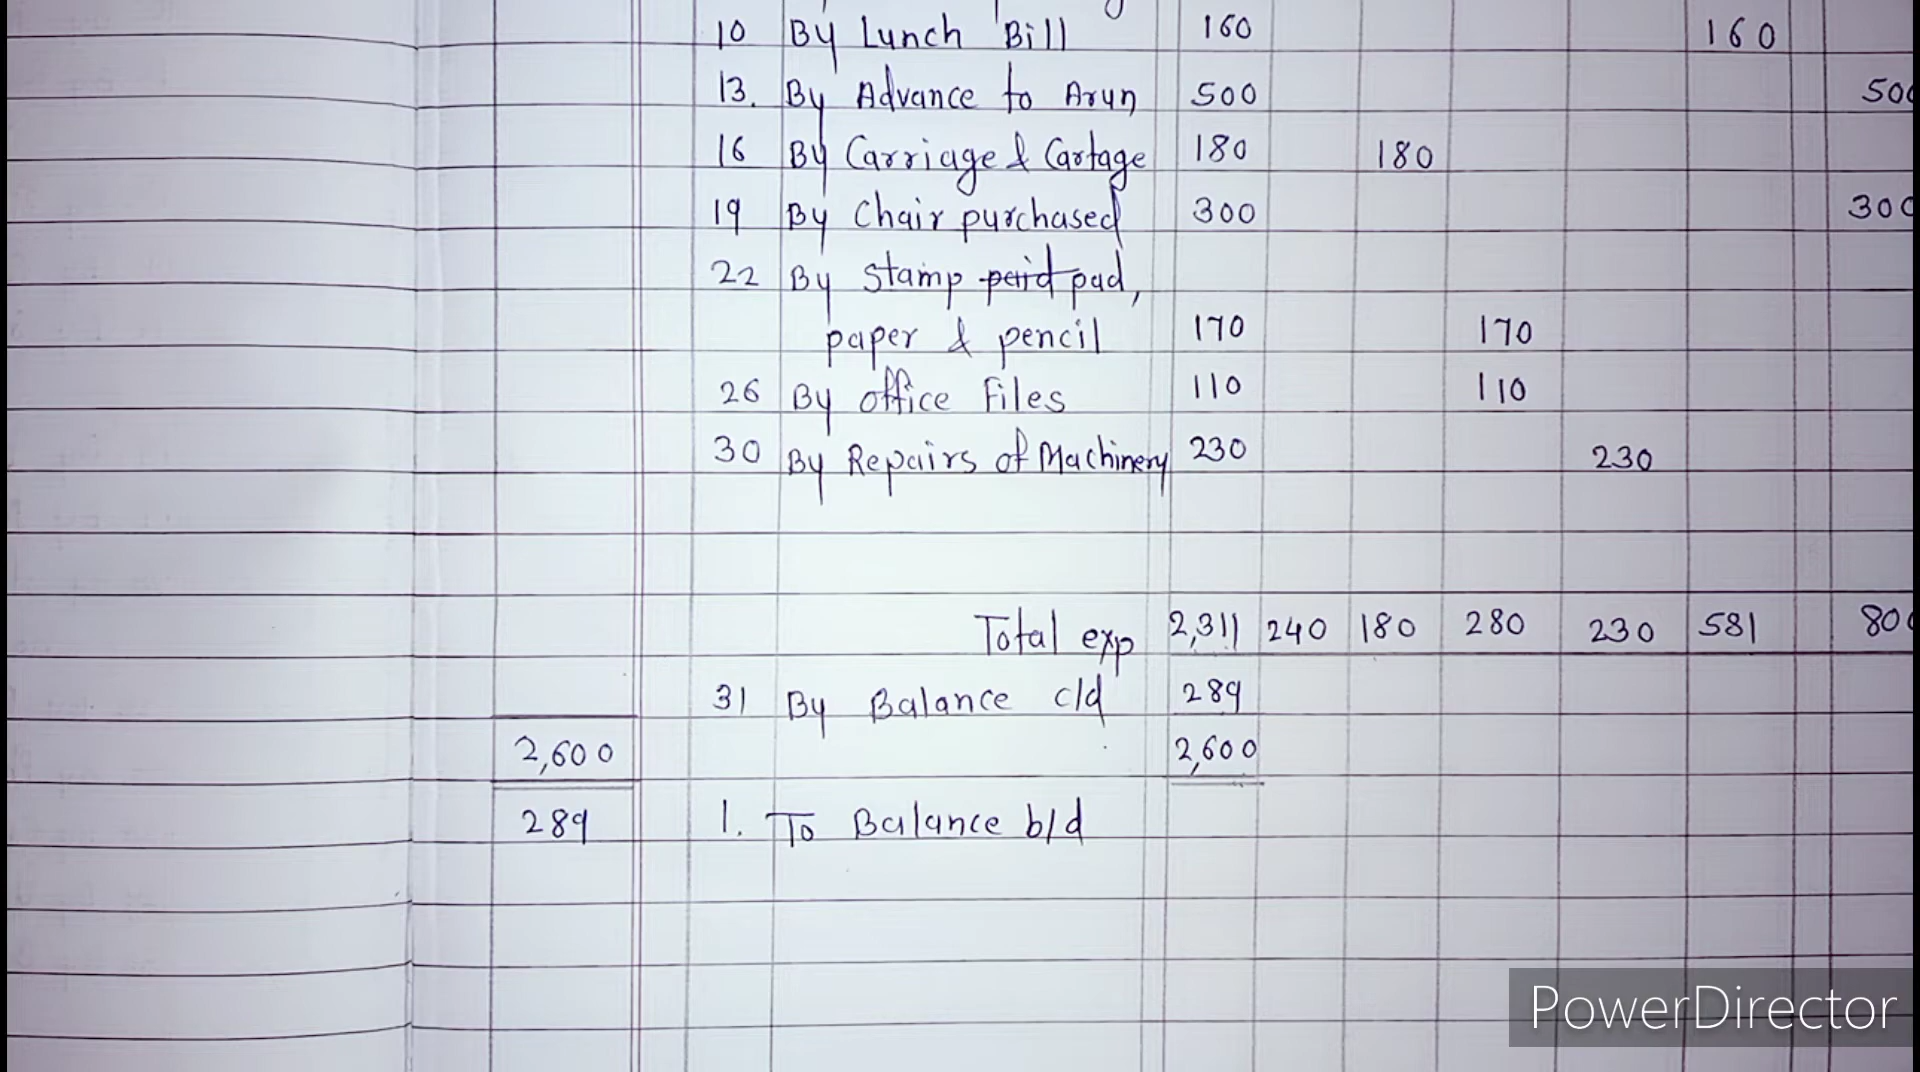 10 By Lunch Bill 160 160
13. By Advance to Arun 500 500
16 By Carriage & Cartage 180 180
19 By Chair purchased 300 300
22 By Stamp paid pad,
paper & pencil 170 170
26 By office Files 110 110
30 By Repairs of Machinery 230 230
Total exp 2,311 240 180 280 230 581 800
31 By Balance c/d 289
2,600 2,600
289 1. To Balance b/d
PowerDirector